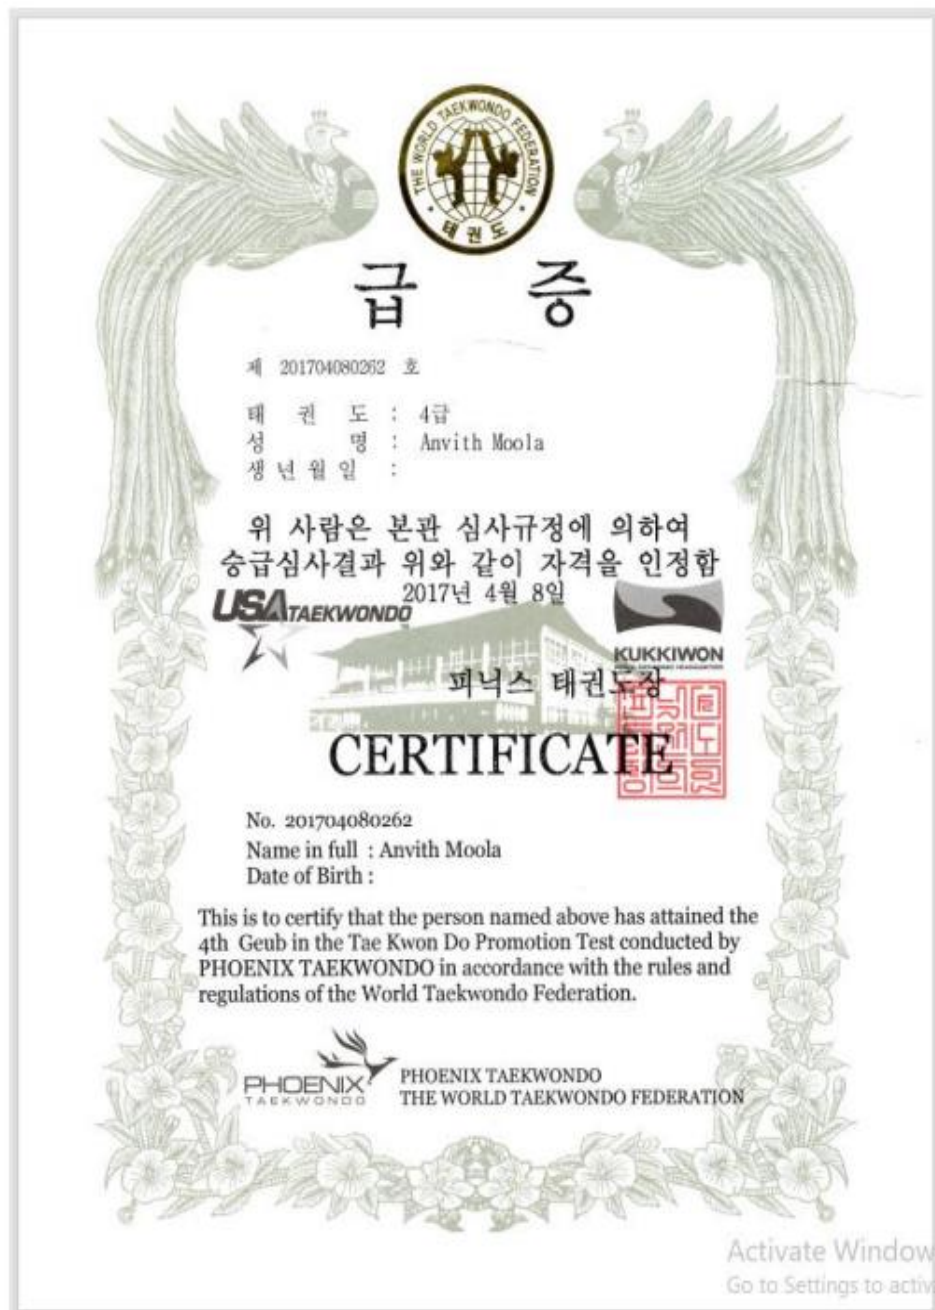 THE WORLD TAEKWONDO FEDERATION
태권도
급 증
제 201704080262 호
태 권 도 : 4급
성 명 : Anvith Moola
생 년 월 일 :
위 사람은 본관 심사규정에 의하여
승급심사결과 위와 같이 자격을 인정함
2017년 4월 8일
USA TAEKWONDO
KUKKIWON
피닉스 태권도장
CERTIFICATE
No. 201704080262
Name in full : Anvith Moola
Date of Birth :
This is to certify that the person named above has attained the
4th Geub in the Tae Kwon Do Promotion Test conducted by
PHOENIX TAEKWONDO in accordance with the rules and
regulations of the World Taekwondo Federation.
PHOENIX
TAEKWONDO
PHOENIX TAEKWONDO
THE WORLD TAEKWONDO FEDERATION
Activate Window
Go to Settings to activ